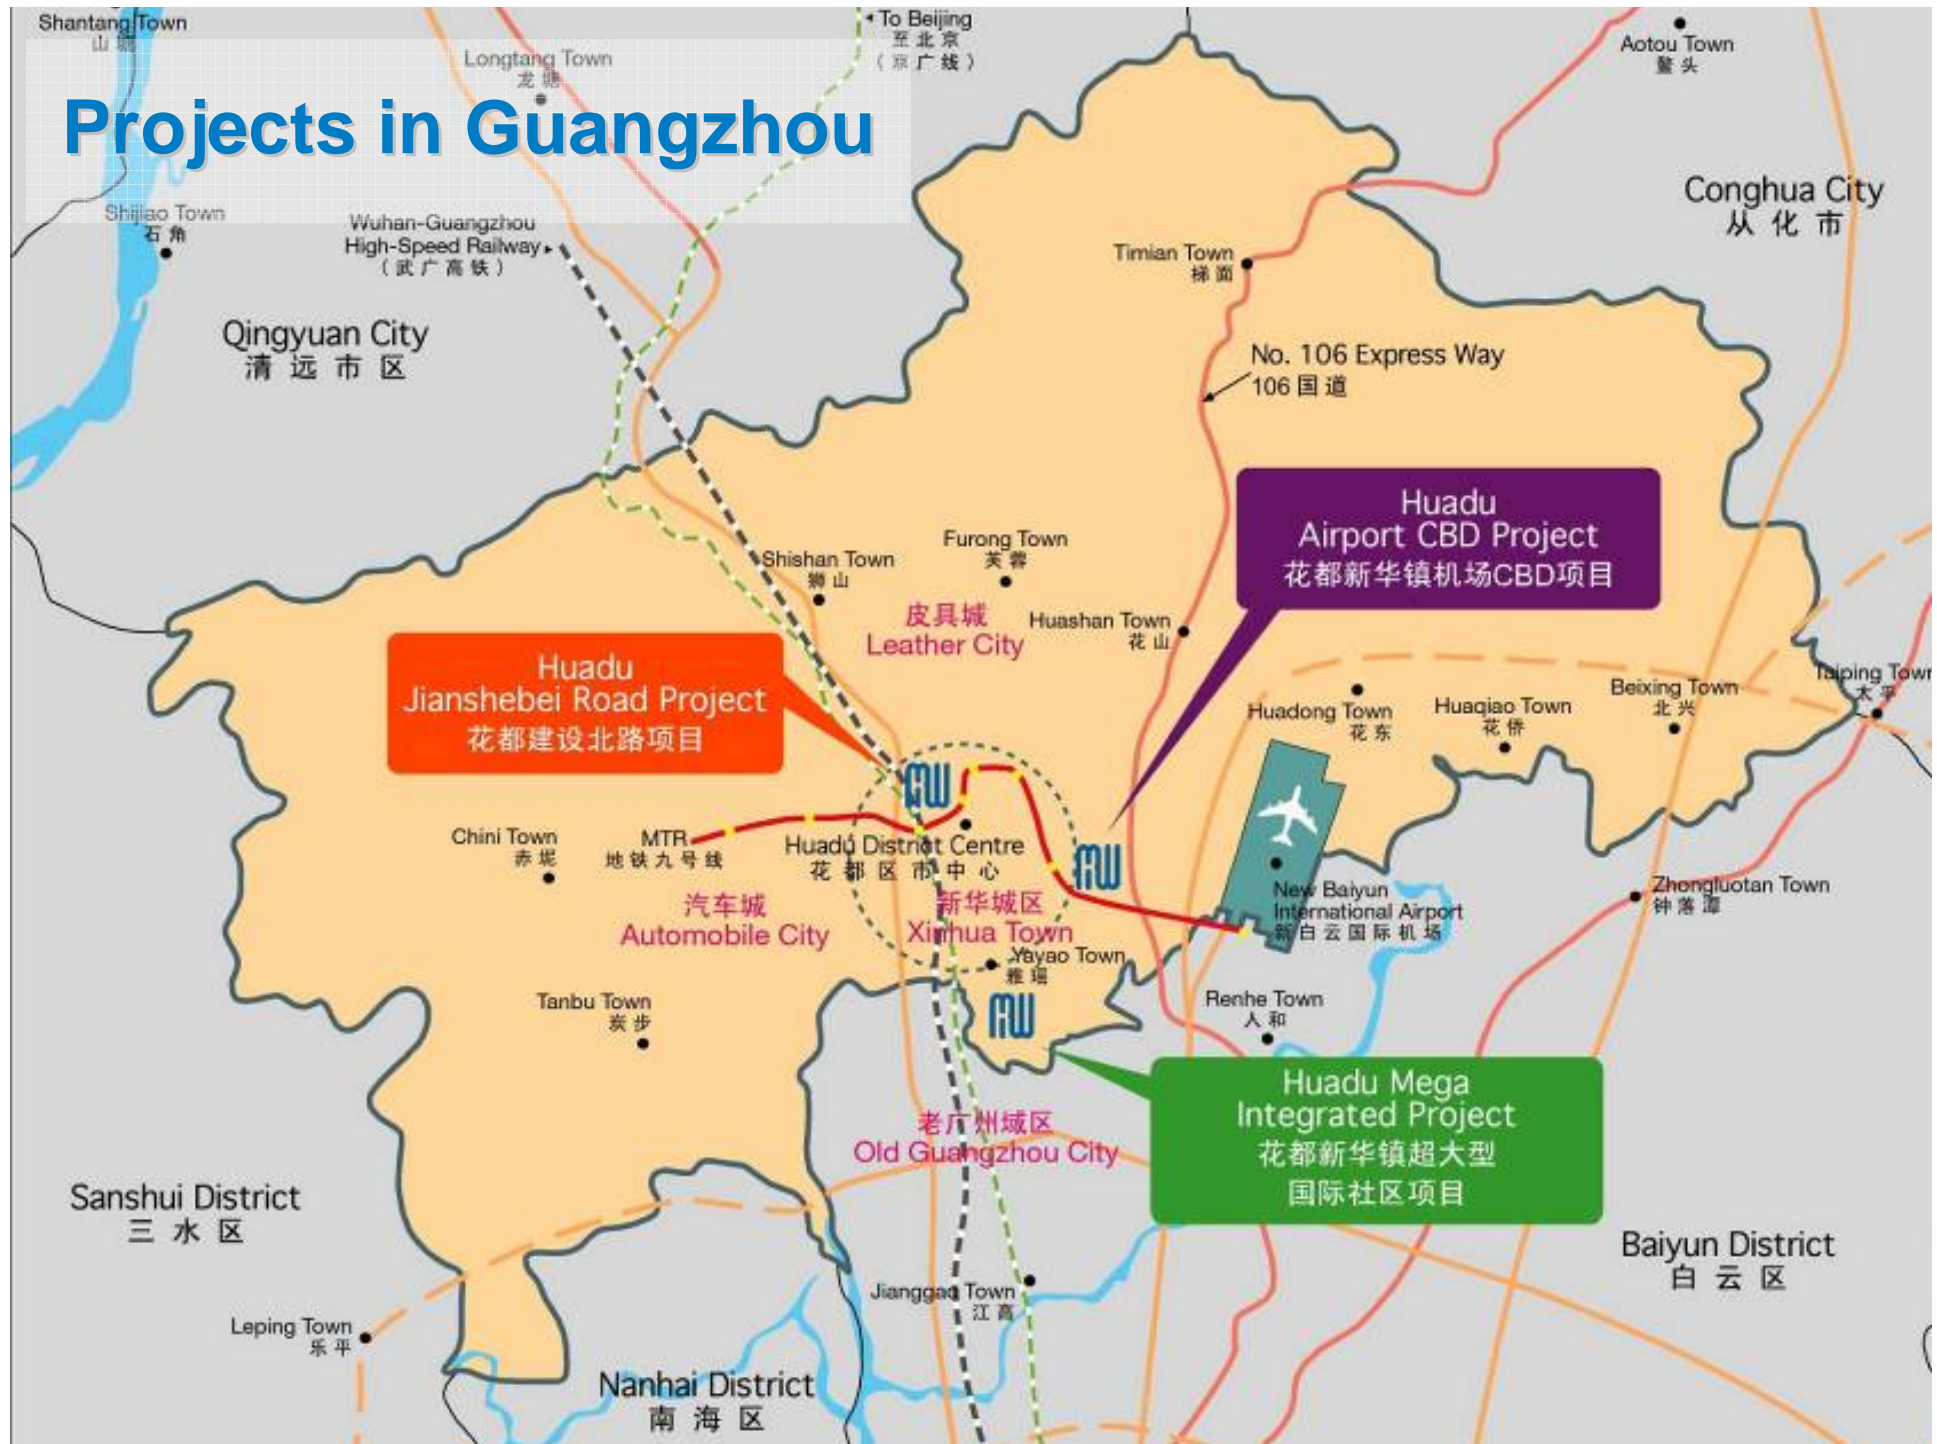 Shantang Town
山塘
To Beijing
至北京
（京广线）
Aotou Town
鳌头
Longtang Town
龙塘
Projects in Guangzhou
Conghua City
从化市
Shijiao Town
石角
Wuhan-Guangzhou
High-Speed Railway
（武广高铁）
Timian Town
梯面
Qingyuan City
清远市区
No. 106 Express Way
106国道
Huadu
Airport CBD Project
花都新华镇机场CBD项目
Furong Town
芙蓉
Shishan Town
狮山
皮具城
Leather City
Huashan Town
花山
Huadu
Jianshebei Road Project
花都建设北路项目
Taiping Town
太平
Beixing Town
北兴
Huaqiao Town
花侨
Huadong Town
花东
Chini Town
赤坭
MTR
地铁九号线
Huadu District Centre
花都区市中心
New Baiyun
International Airport
新白云国际机场
Zhongluotan Town
钟落潭
汽车城
Automobile City
新华城区
Xinhua Town
Yayao Town
雅瑶
Tanbu Town
炭步
Renhe Town
人和
Huadu Mega
Integrated Project
花都新华镇超大型
国际社区项目
老广州城区
Old Guangzhou City
Sanshui District
三水区
Baiyun District
白云区
Jianggao Town
江高
Leping Town
乐平
Nanhai District
南海区